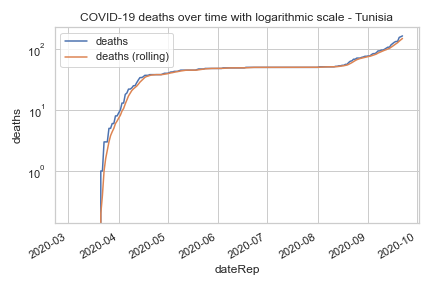 COVID-19 deaths over time with logarithmic scale - Tunisia
deaths
deaths (rolling)
10²
10¹
10⁰
deaths
2020-03
2020-04
2020-05
2020-06
2020-07
2020-08
2020-09
2020-10
dateRep